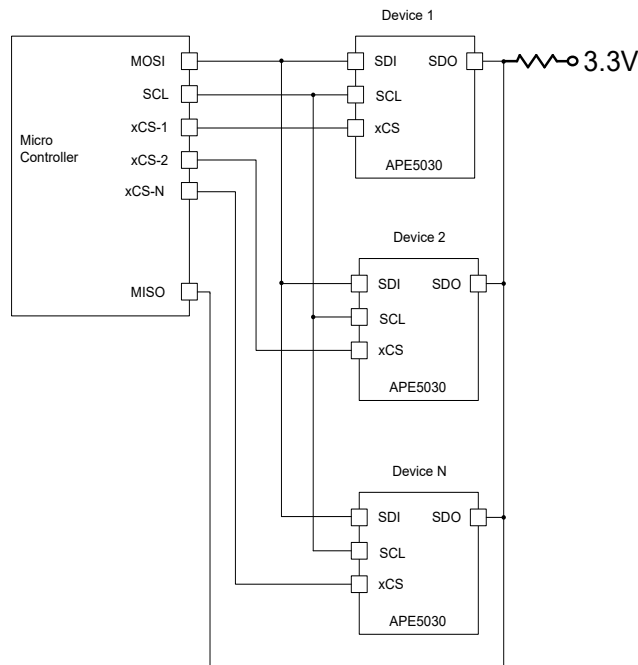 Micro
Controller
MOSI
SCL
xCS-1
xCS-2
xCS-N
MISO
Device 1
SDI
SDO
SCL
xCS
APE5030
3.3V
Device 2
SDI
SDO
SCL
xCS
APE5030
Device N
SDI
SDO
SCL
xCS
APE5030